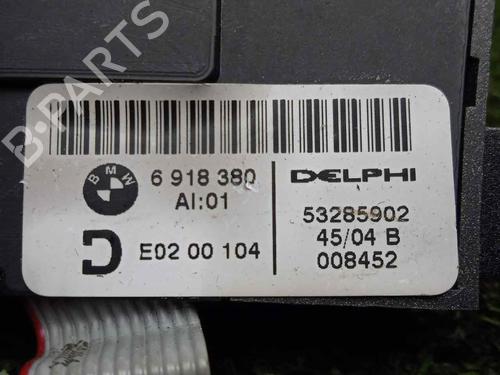 B-PARTS
BMW
6 918 380
AI:01
DELPHI
D
E02 00 104
53285902
45/04 B
008452